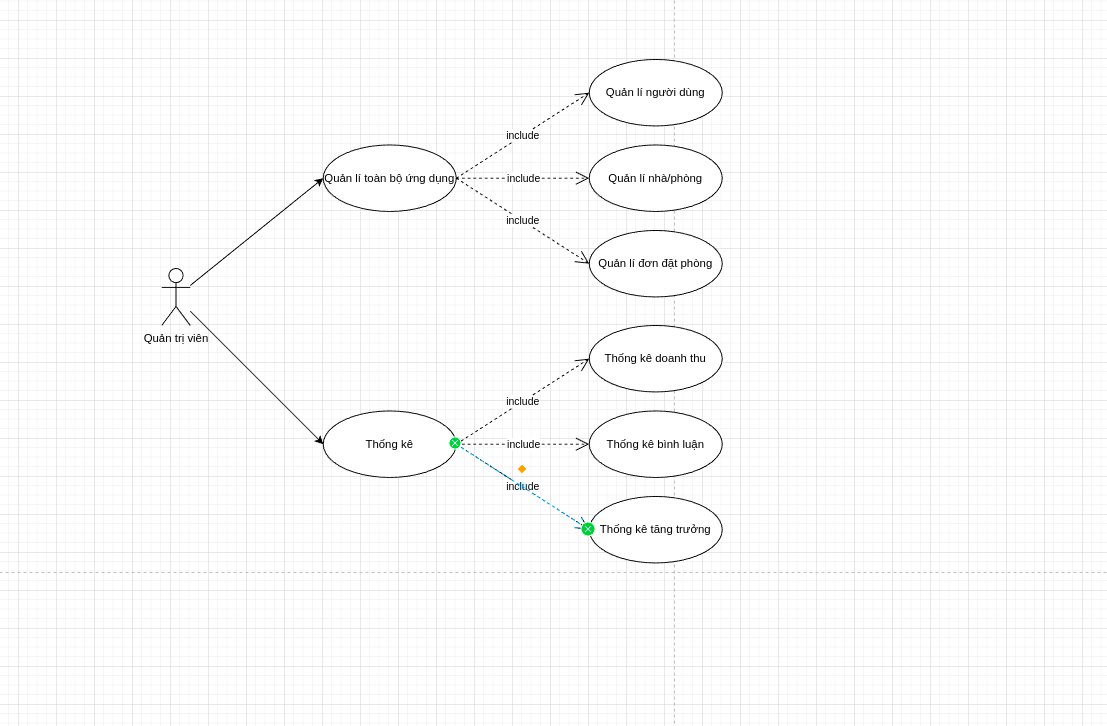 Quản lí người dùng
include
Quản lí toàn bộ ứng dụng
include
Quản lí nhà/phòng
include
Quản lí đơn đặt phòng
Quản trị viên
Thống kê doanh thu
include
Thống kê
include
Thống kê bình luận
include
Thống kê tăng trưởng